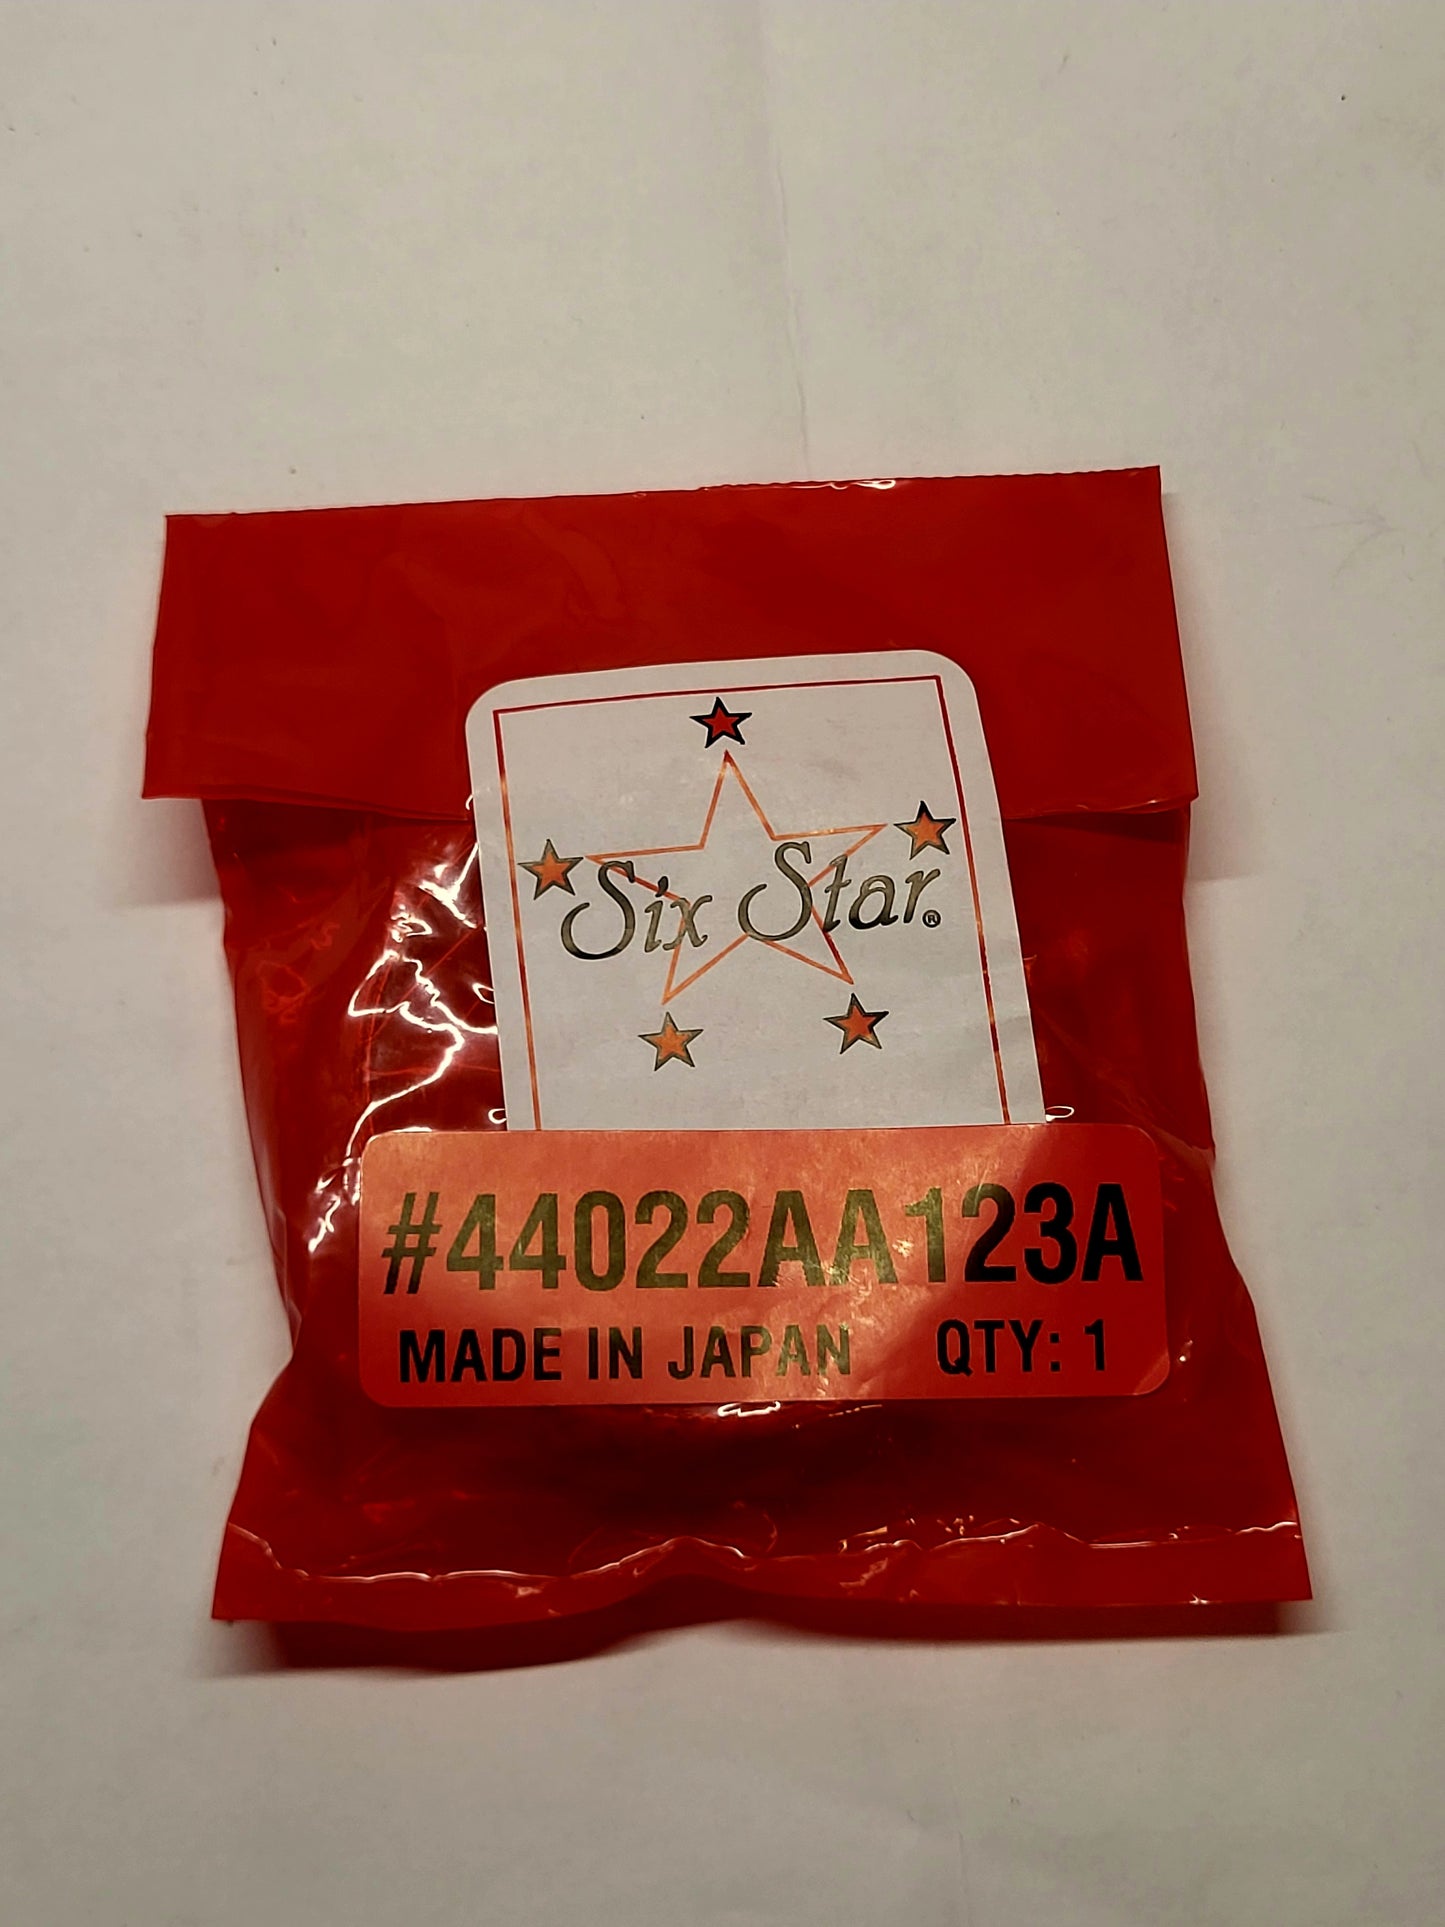 Six Star®
#44022AA123A
MADE IN JAPAN QTY: 1